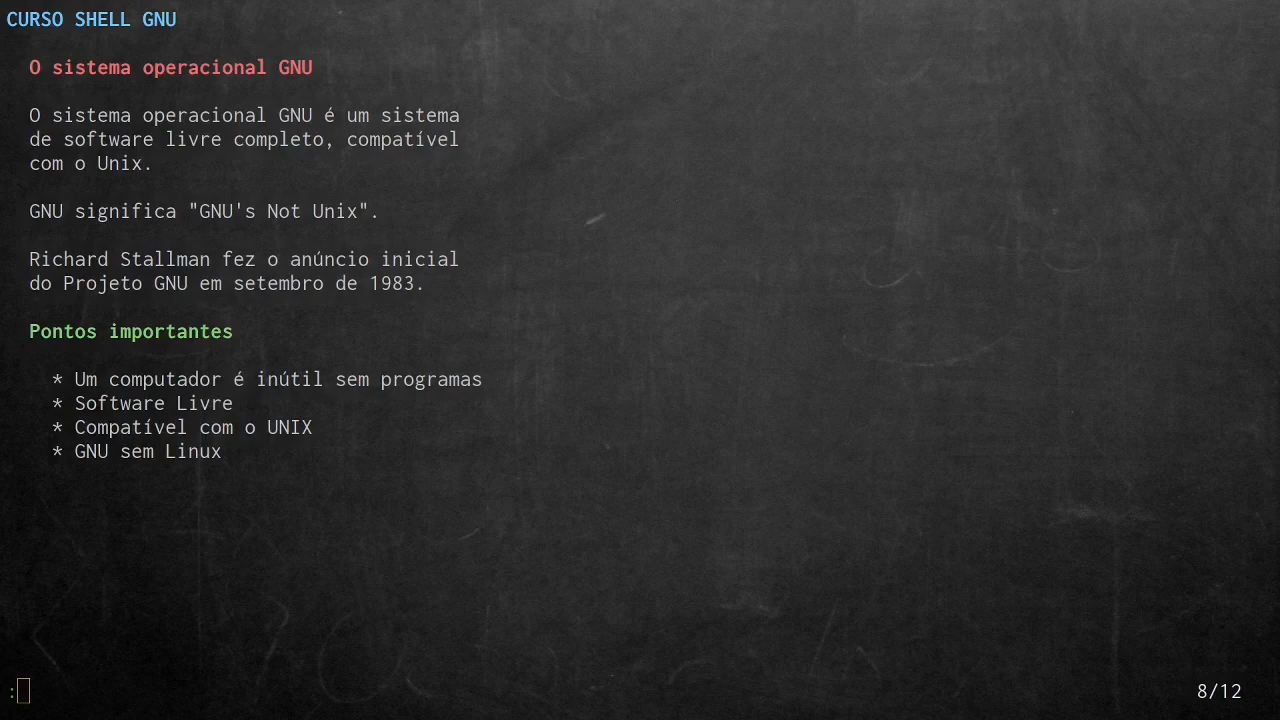 CURSO SHELL GNU
O sistema operacional GNU
O sistema operacional GNU é um sistema
de software livre completo, compatível
com o Unix.
GNU significa "GNU's Not Unix".
Richard Stallman fez o anúncio inicial
do Projeto GNU em setembro de 1983.
Pontos importantes
* Um computador é inútil sem programas
* Software Livre
* Compatível com o UNIX
* GNU sem Linux
:
8/12